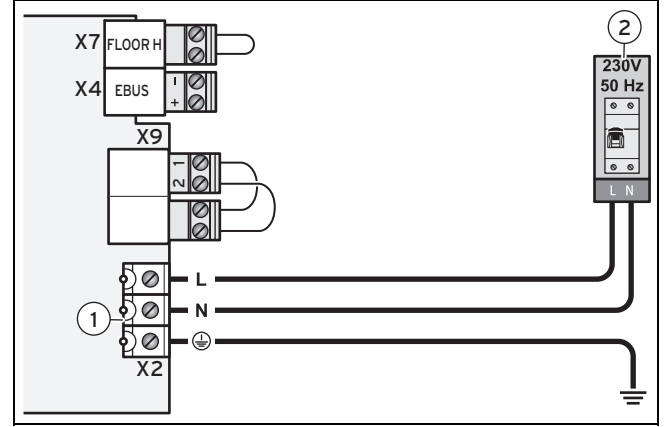 X7 FLOOR H
X4 EBUS - +
X9
1
2
L
N
X2
1
2
230V
50 Hz
L N